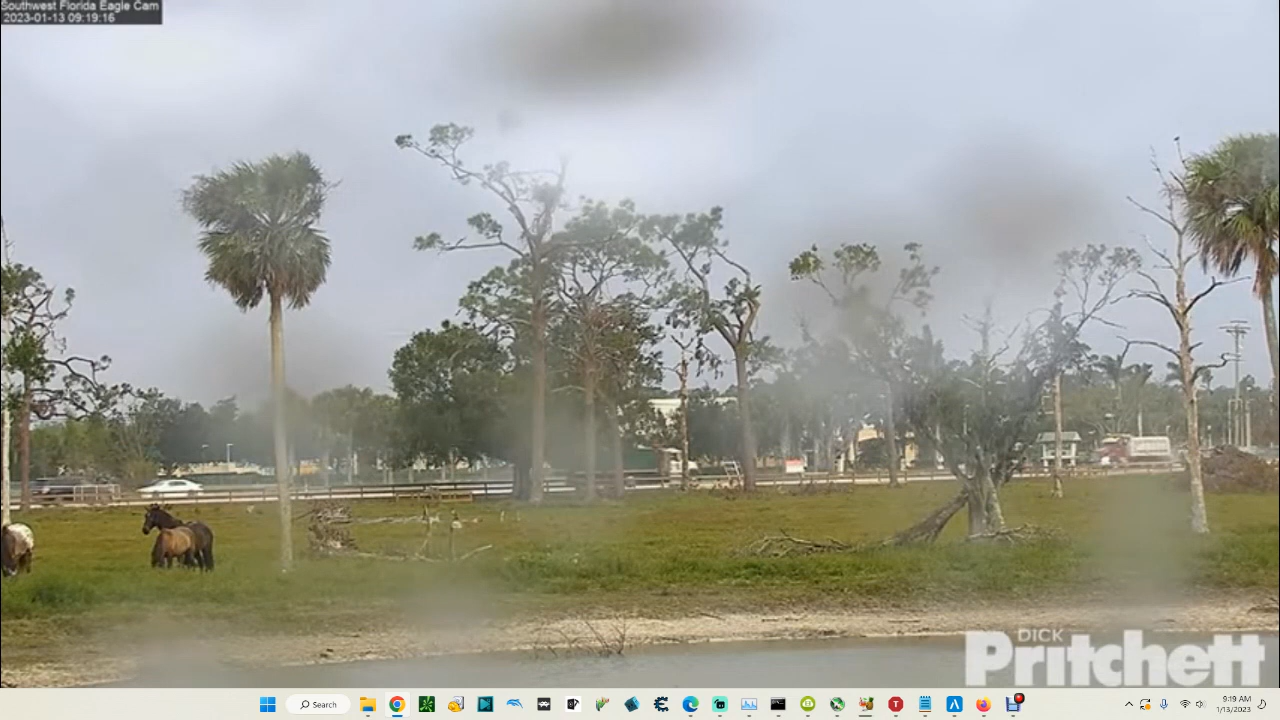 Southwest Florida Eagle Cam
2023-01-13 09:19:16
DICK
Pritchett
Search
9:19 AM
1/13/2023